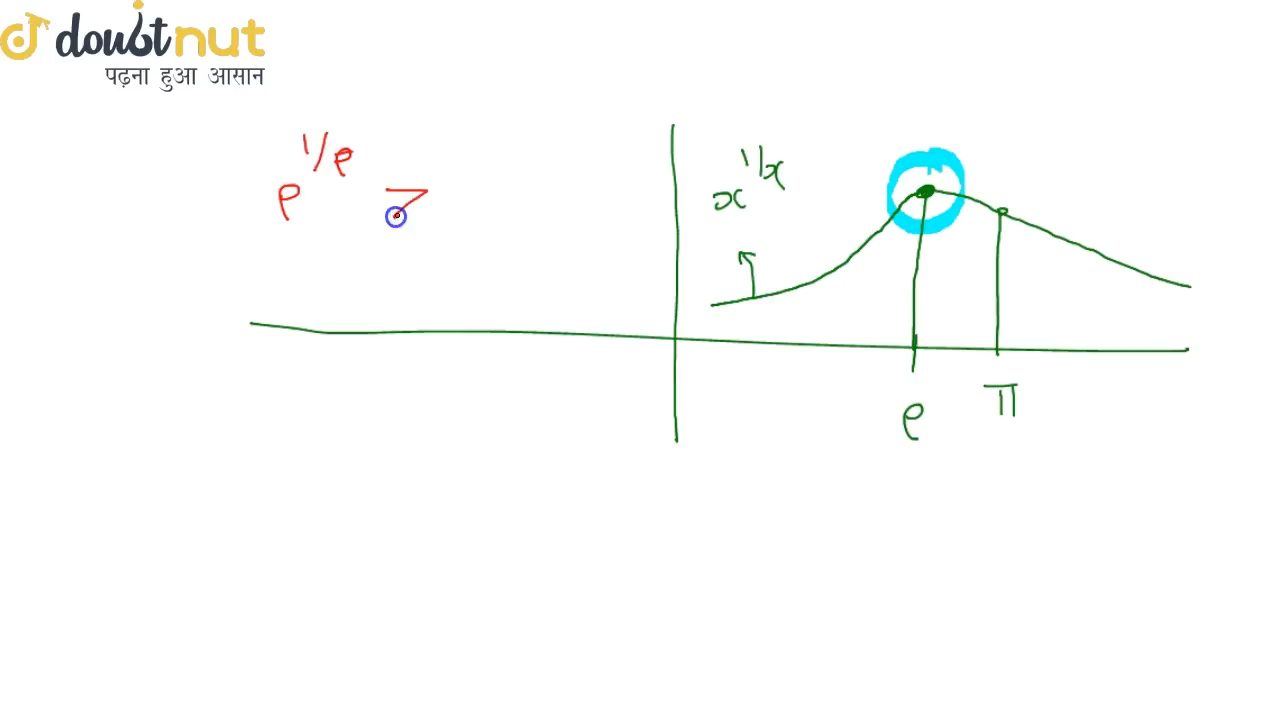 doubtnut
पढ़ना हुआ आसान
e^{1/e} >
x^{1/x}
e
π